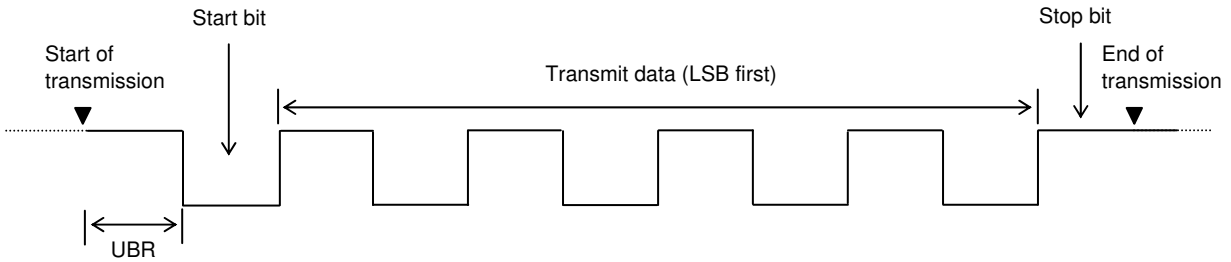 Start bit
Stop bit
Start of
transmission
End of
transmission
Transmit data (LSB first)
UBR